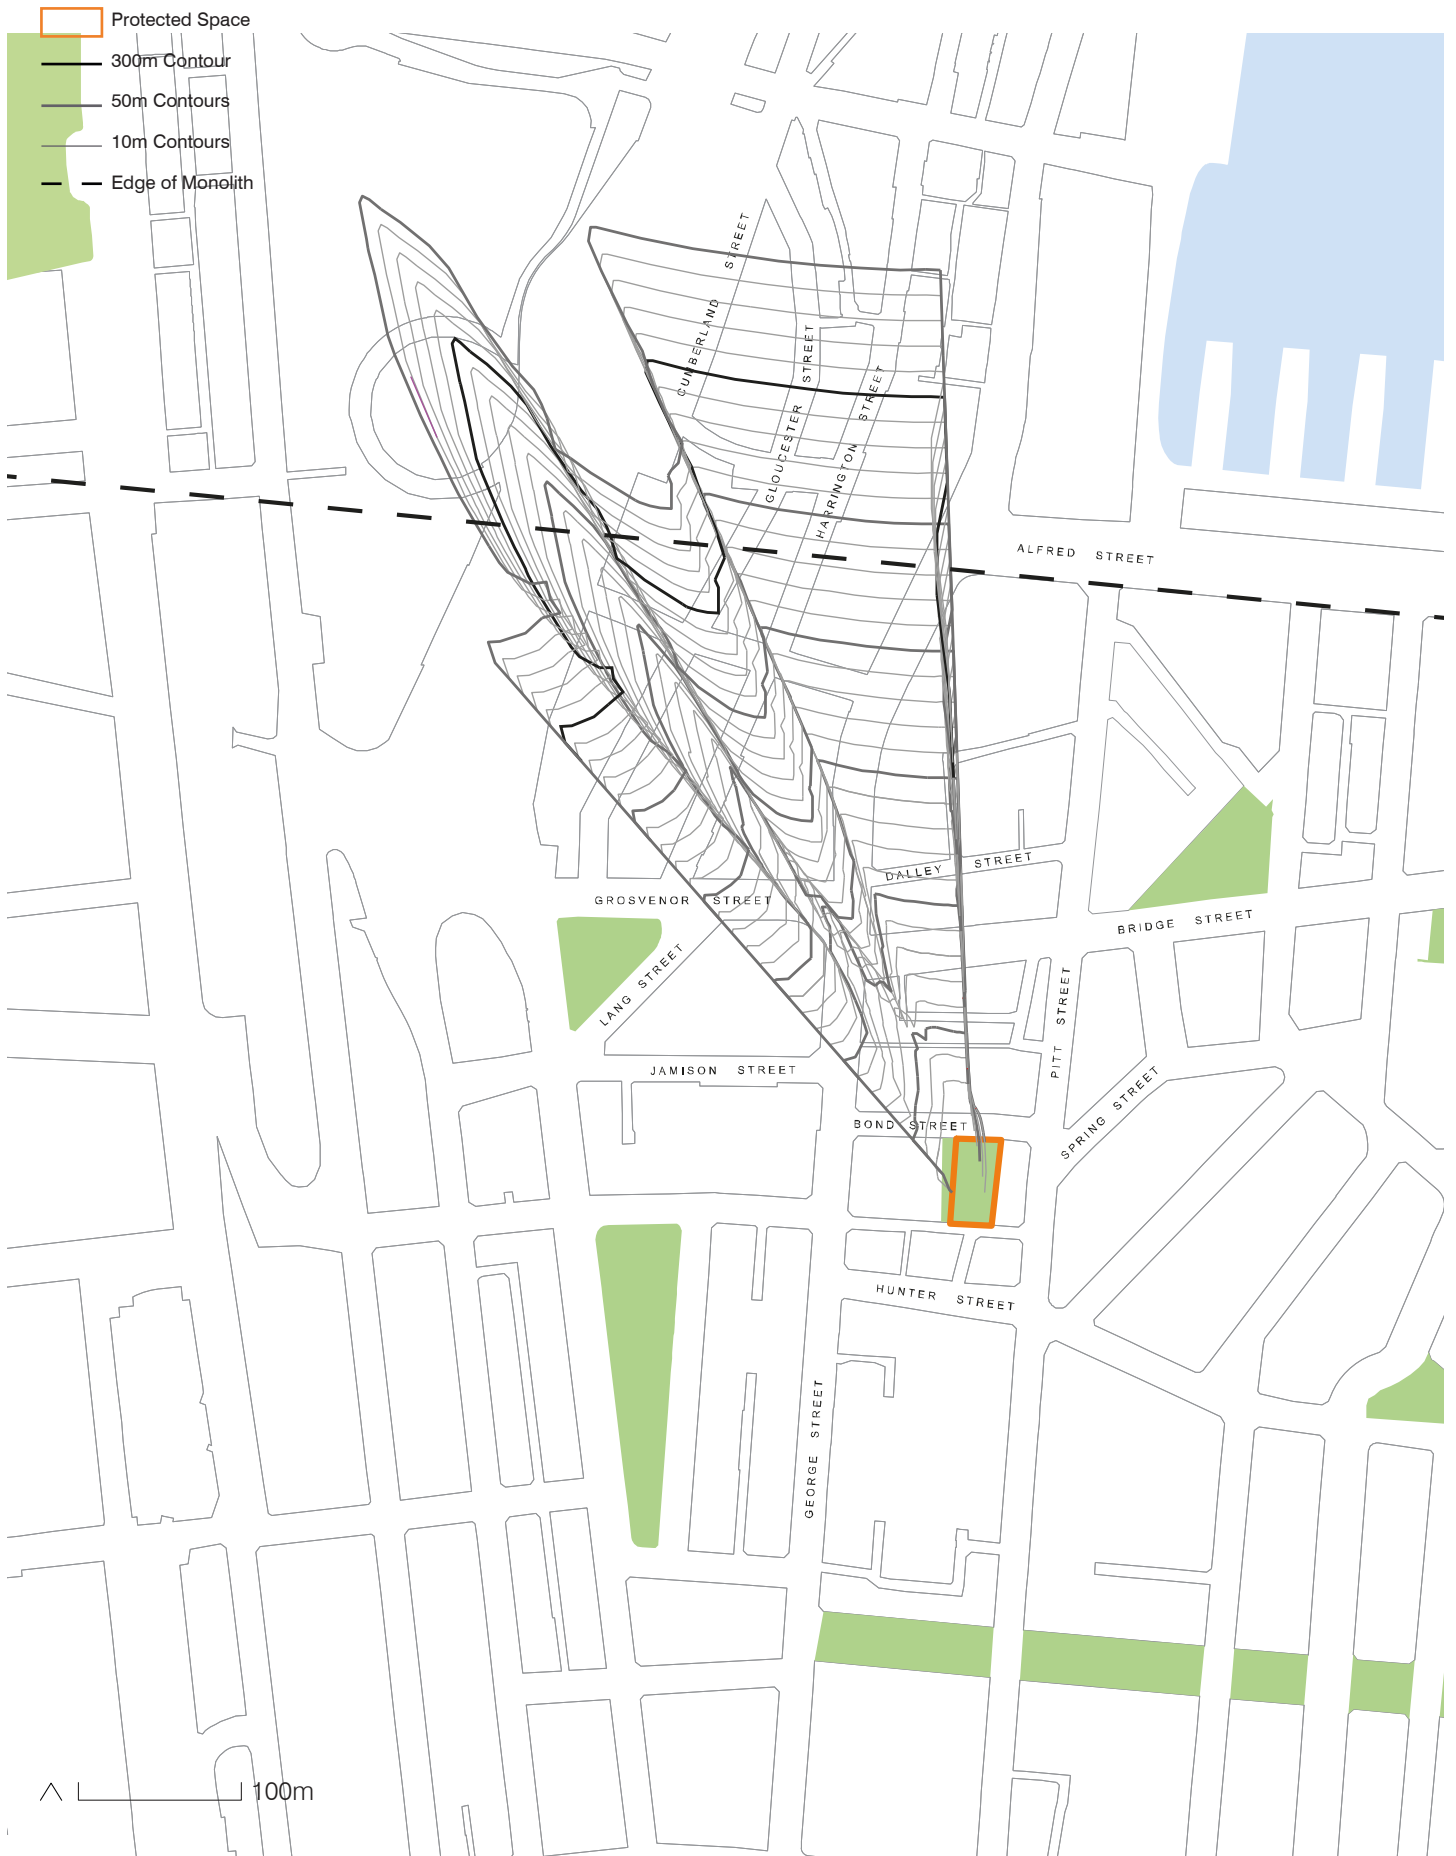 Protected Space
300m Contour
50m Contours
10m Contours
Edge of Monolith
CUMBERLAND STREET
GLOUCESTER STREET
HARRINGTON STREET
ALFRED STREET
DALLEY STREET
GROSVENOR STREET
BRIDGE STREET
LANG STREET
PITT STREET
JAMISON STREET
SPRING STREET
BOND STREET
HUNTER STREET
GEORGE STREET
100m